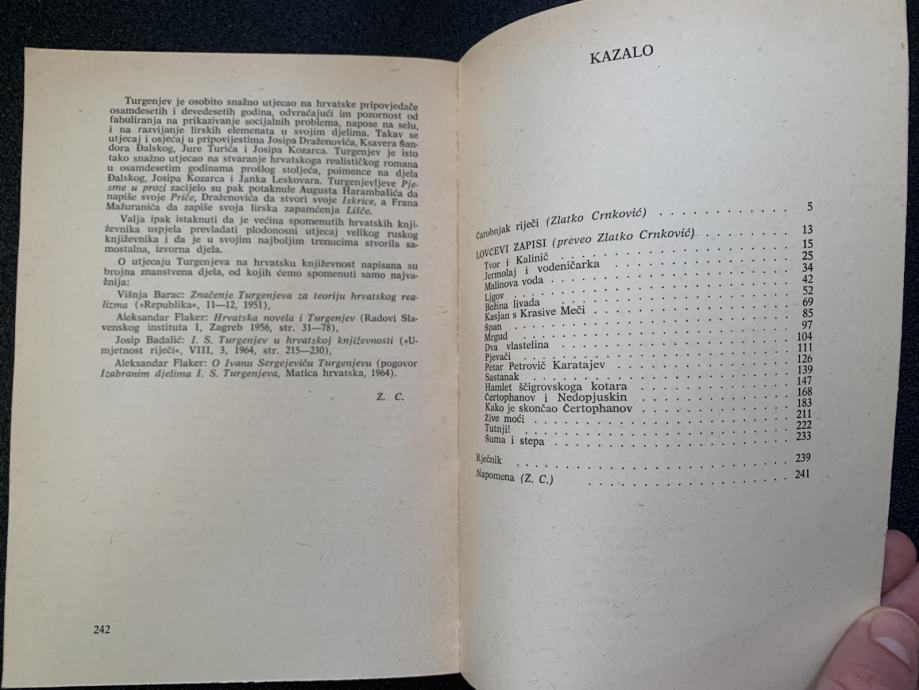 Turgenjev je osobito snažno utjecao na hrvatske pripovjedače
osamdesetih i devedesetih godina, odvraćajući im pozornost od
fabuliranja na prikazivanje socijalnih problema, napose na selu,
i na razvijanje lirskih elemenata u svojim djelima. Takav se
utjecaj i osjećaj u pripovijestima Josipa Draženovića, Ksavera Šan-
dora Đalskog, Jure Turića i Josipa Kozarca. Turgenjev je isto
tako snažno utjecao na stvaranje hrvatskoga realističkog romana
u osamdesetim godinama prošlog stoljeća, poimence na djela
Đalskog, Josipa Kozarca i Janka Leskovara. Turgenjevljeve Pje-
sme u prozi zacijelo su pak potaknule Augusta Harambašića da
napiše svoje Priče, Draženovića da stvori svoje Iskrice, a Frana
Mažuranića da zapiše svoja lirska zapamćenja Lišće.
Valja ipak istaknuti da je većina spomenutih hrvatskih knji-
ževnika uspjela prevladati plodonosni utjecaj velikog ruskog
književnika i da je u svojim najboljim trenucima stvorila sa-
mostalna, izvorna djela.
O utjecaju Turgenjeva na hrvatsku književnost napisana su
brojna znanstvena djela, od kojih ćemo spomenuti samo najva-
žnija:
Višnja Barac: Značenje Turgenjeva za teoriju hrvatskog rea-
lizma (»Republika«, 11—12, 1951),
Aleksandar Flaker: Hrvatska novela i Turgenjev (Radovi Sla-
venskog instituta I, Zagreb 1956, str. 31—78),
Josip Badalić: I. S. Turgenjev u hrvatskoj književnosti (»U-
mjetnost riječi«, VIII, 3, 1964, str. 215—230),
Aleksandar Flaker: O Ivanu Sergejeviču Turgenjevu (pogovor
Izabranim djelima I. S. Turgenjeva, Matica hrvatska, 1964).
Z. C.
242
KAZALO
Čarobnjak riječi (Zlatko Crnković) . . . . . . . . . 5
LOVČEVI ZAPISI (preveo Zlatko Crnković) . . . . . . 13
Tvor i Kalinič . . . . . . . . . 15
Jermolaj i vodeničarka . . . . . . . . . 25
Malinova voda . . . . . . . . . 34
Ljgov . . . . . . . . . 42
Bežina livada . . . . . . . . . 52
Kasjan s Krasive Meči . . . . . . . . . 69
Špan . . . . . . . . . 85
Mrgud . . . . . . . . . 97
Dva vlastelina . . . . . . . . . 104
Pjevači . . . . . . . . . 111
Petar Petrovič Karatajev . . . . . . . . . 126
Sastanak . . . . . . . . . 139
Hamlet ščigrovskoga kotara . . . . . . . . . 147
Čertophanov i Nedopjuskin . . . . . . . . . 168
Kako je skončao Čertophanov . . . . . . . . . 183
Žive moći . . . . . . . . . 211
Tutnji! . . . . . . . . . 222
Šuma i stepa . . . . . . . . . 233
Rječnik . . . . . . . . . 239
Napomena (Z. C.) . . . . . . . . . 241